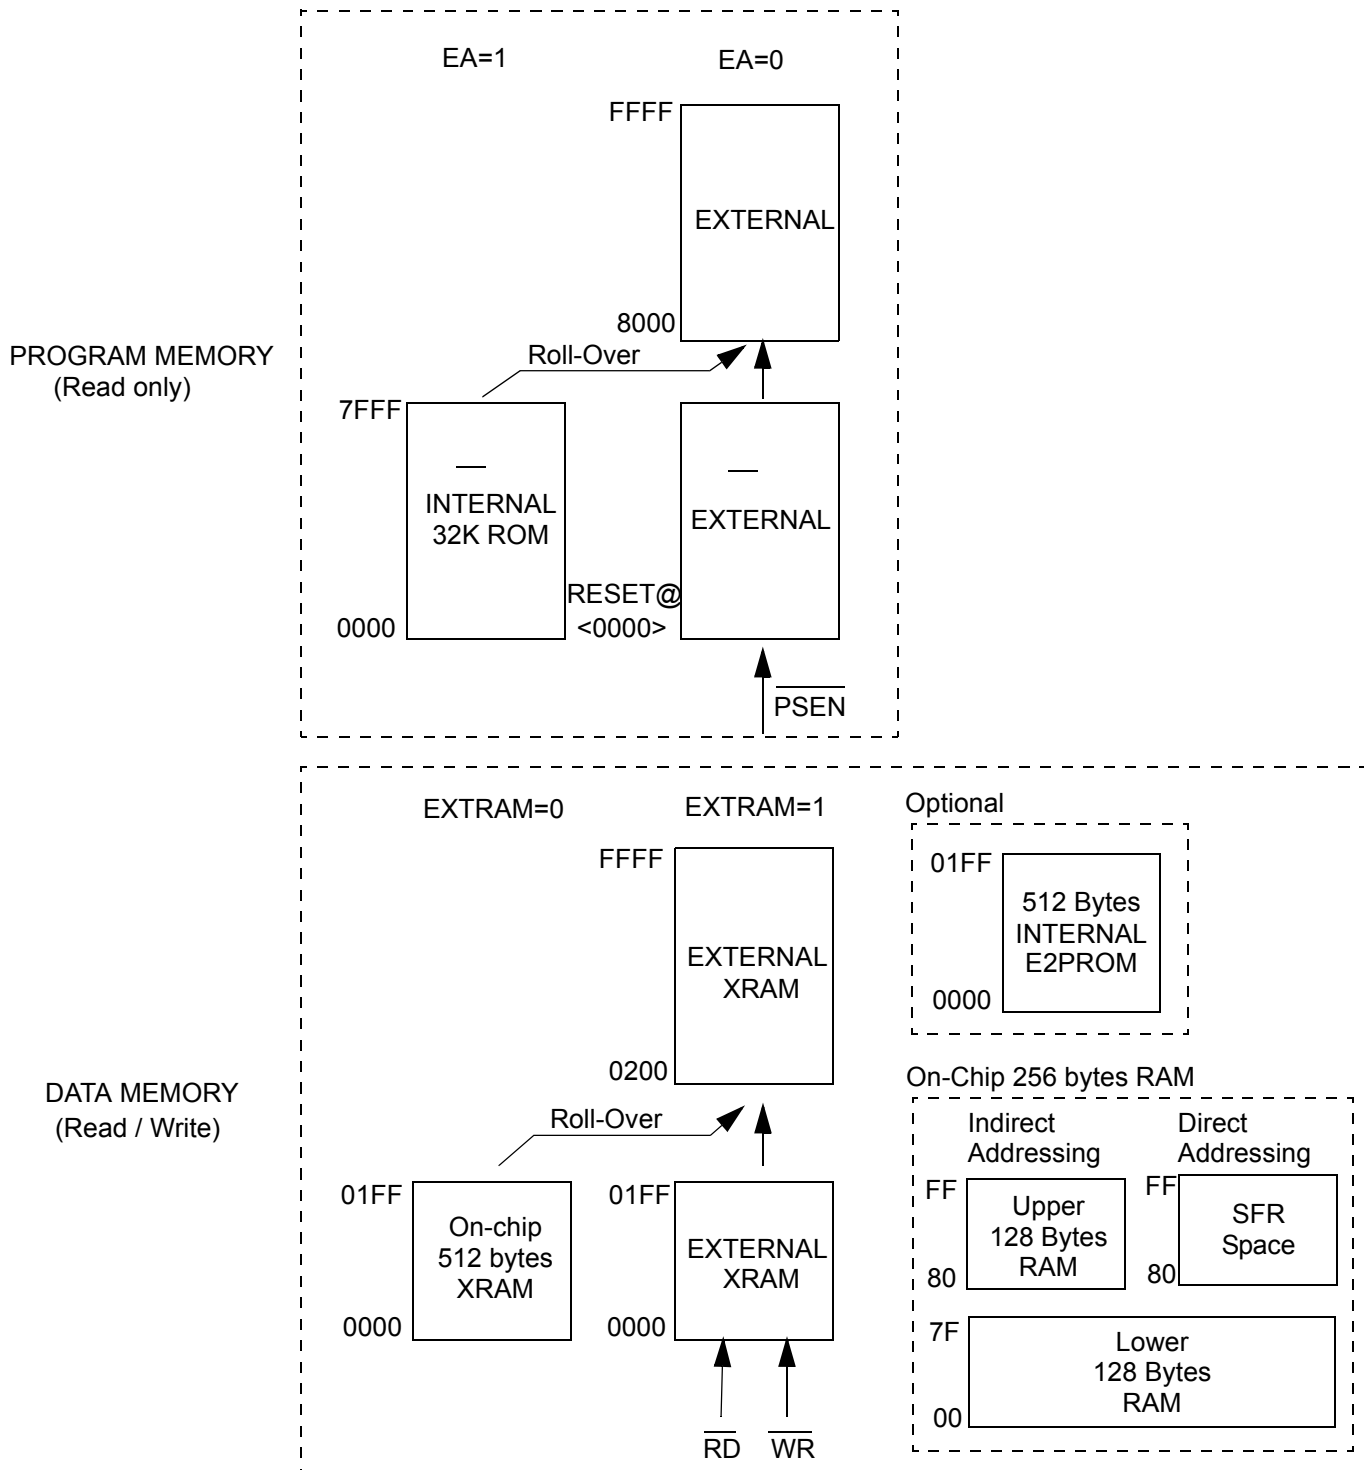 EA=1
EA=0
FFFF
EXTERNAL
8000
Roll-Over
PROGRAM MEMORY
(Read only)
7FFF
INTERNAL
32K ROM
EXTERNAL
RESET@
<0000>
0000
PSEN
EXTRAM=0
EXTRAM=1
Optional
FFFF
EXTERNAL
XRAM
0200
01FF
512 Bytes
INTERNAL
E2PROM
0000
DATA MEMORY
(Read / Write)
Roll-Over
01FF
On-chip
512 bytes
XRAM
0000
01FF
EXTERNAL
XRAM
0000
RD
WR
On-Chip 256 bytes RAM
Indirect
Addressing
Direct
Addressing
FF
Upper
128 Bytes
RAM
80
FF
SFR
Space
80
7F
Lower
128 Bytes
RAM
00